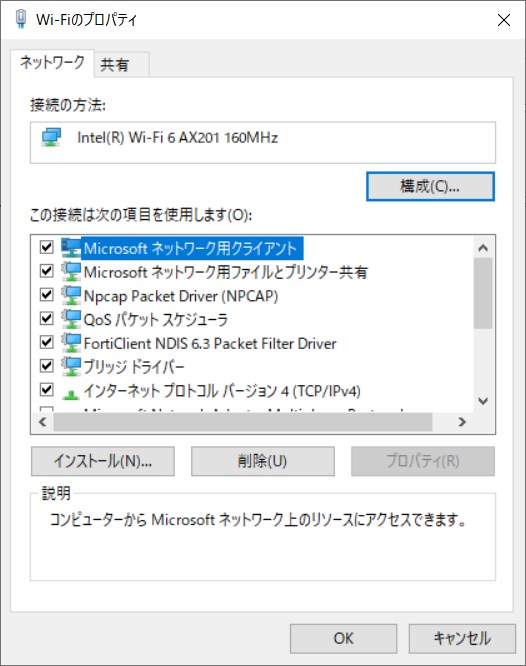 Wi-Fiのプロパティ
ネットワーク 共有
接続の方法:
Intel(R) Wi-Fi 6 AX201 160MHz
構成(C)...
この接続は次の項目を使用します(O):
Microsoft ネットワーク用クライアント
Microsoft ネットワーク用ファイルとプリンター共有
Npcap Packet Driver (NPCAP)
QoS パケット スケジューラ
FortiClient NDIS 6.3 Packet Filter Driver
ブリッジ ドライバー
インターネット プロトコル バージョン 4 (TCP/IPv4)
インストール(N)... 削除(U) プロパティ(R)
説明
コンピューターから Microsoft ネットワーク上のリソースにアクセスできます。
OK キャンセル